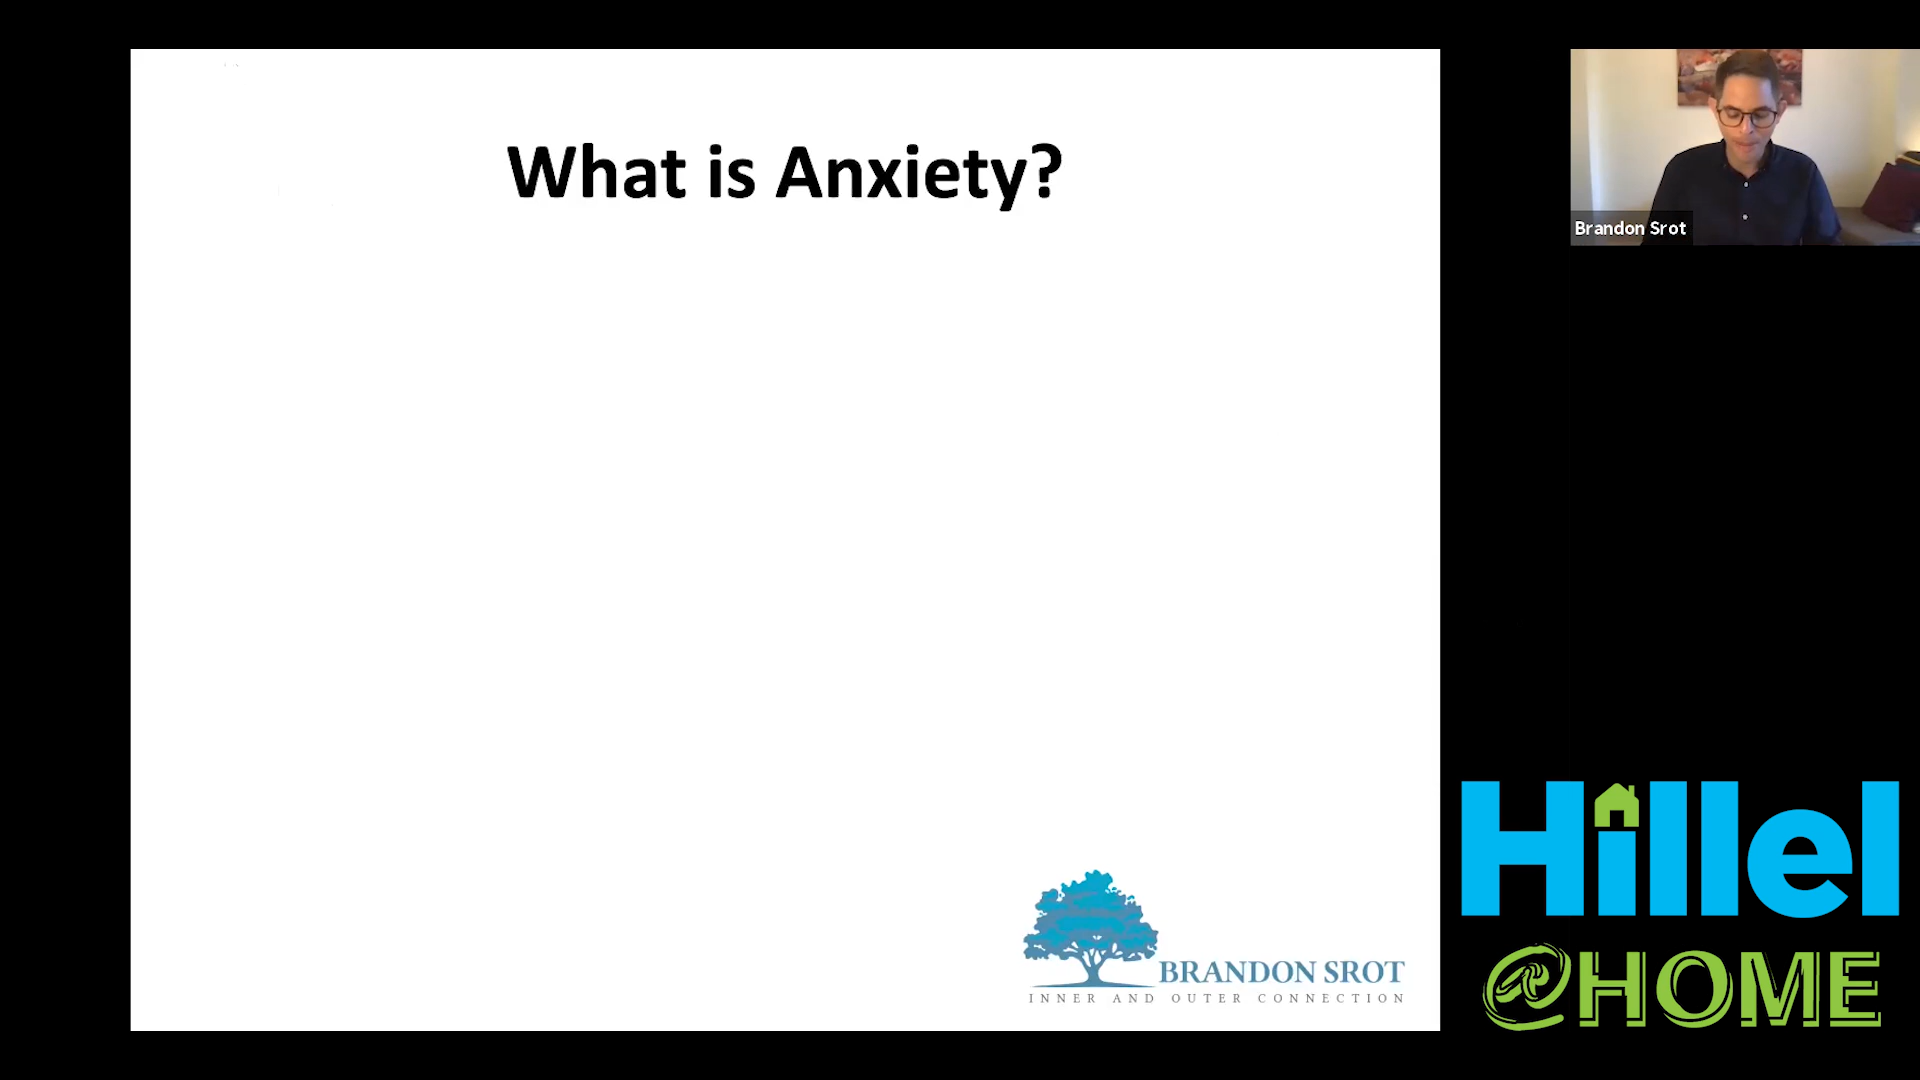 What is Anxiety?
Brandon Srot
BRANDON SROT
INNER AND OUTER CONNECTION
Hillel
@HOME